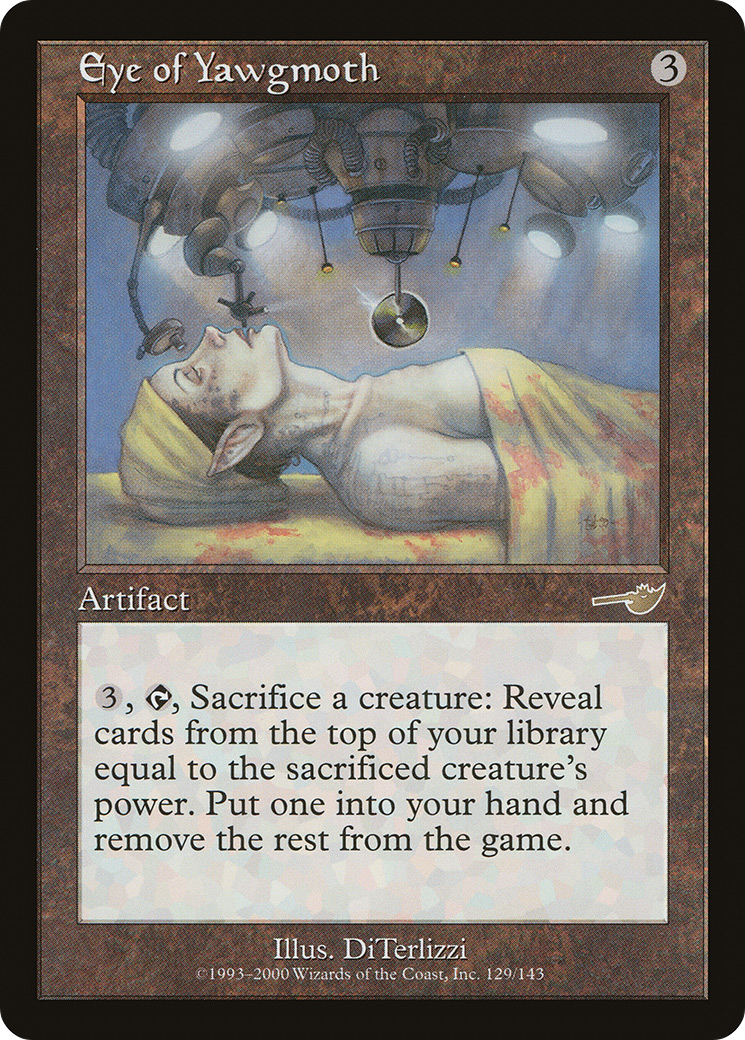 Eye of Yawgmoth
3
Artifact
3, , Sacrifice a creature: Reveal
cards from the top of your library
equal to the sacrificed creature's
power. Put one into your hand and
remove the rest from the game.
Illus. DiTerlizzi
©1993–2000 Wizards of the Coast, Inc. 129/143